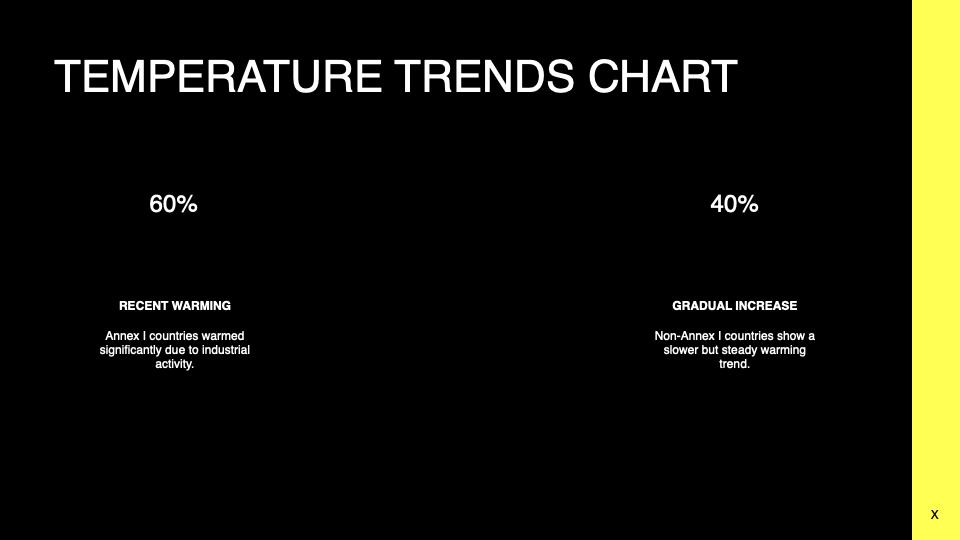 TEMPERATURE TRENDS CHART
60%
RECENT WARMING
Annex I countries warmed
significantly due to industrial
activity.
40%
GRADUAL INCREASE
Non-Annex I countries show a
slower but steady warming
trend.
X